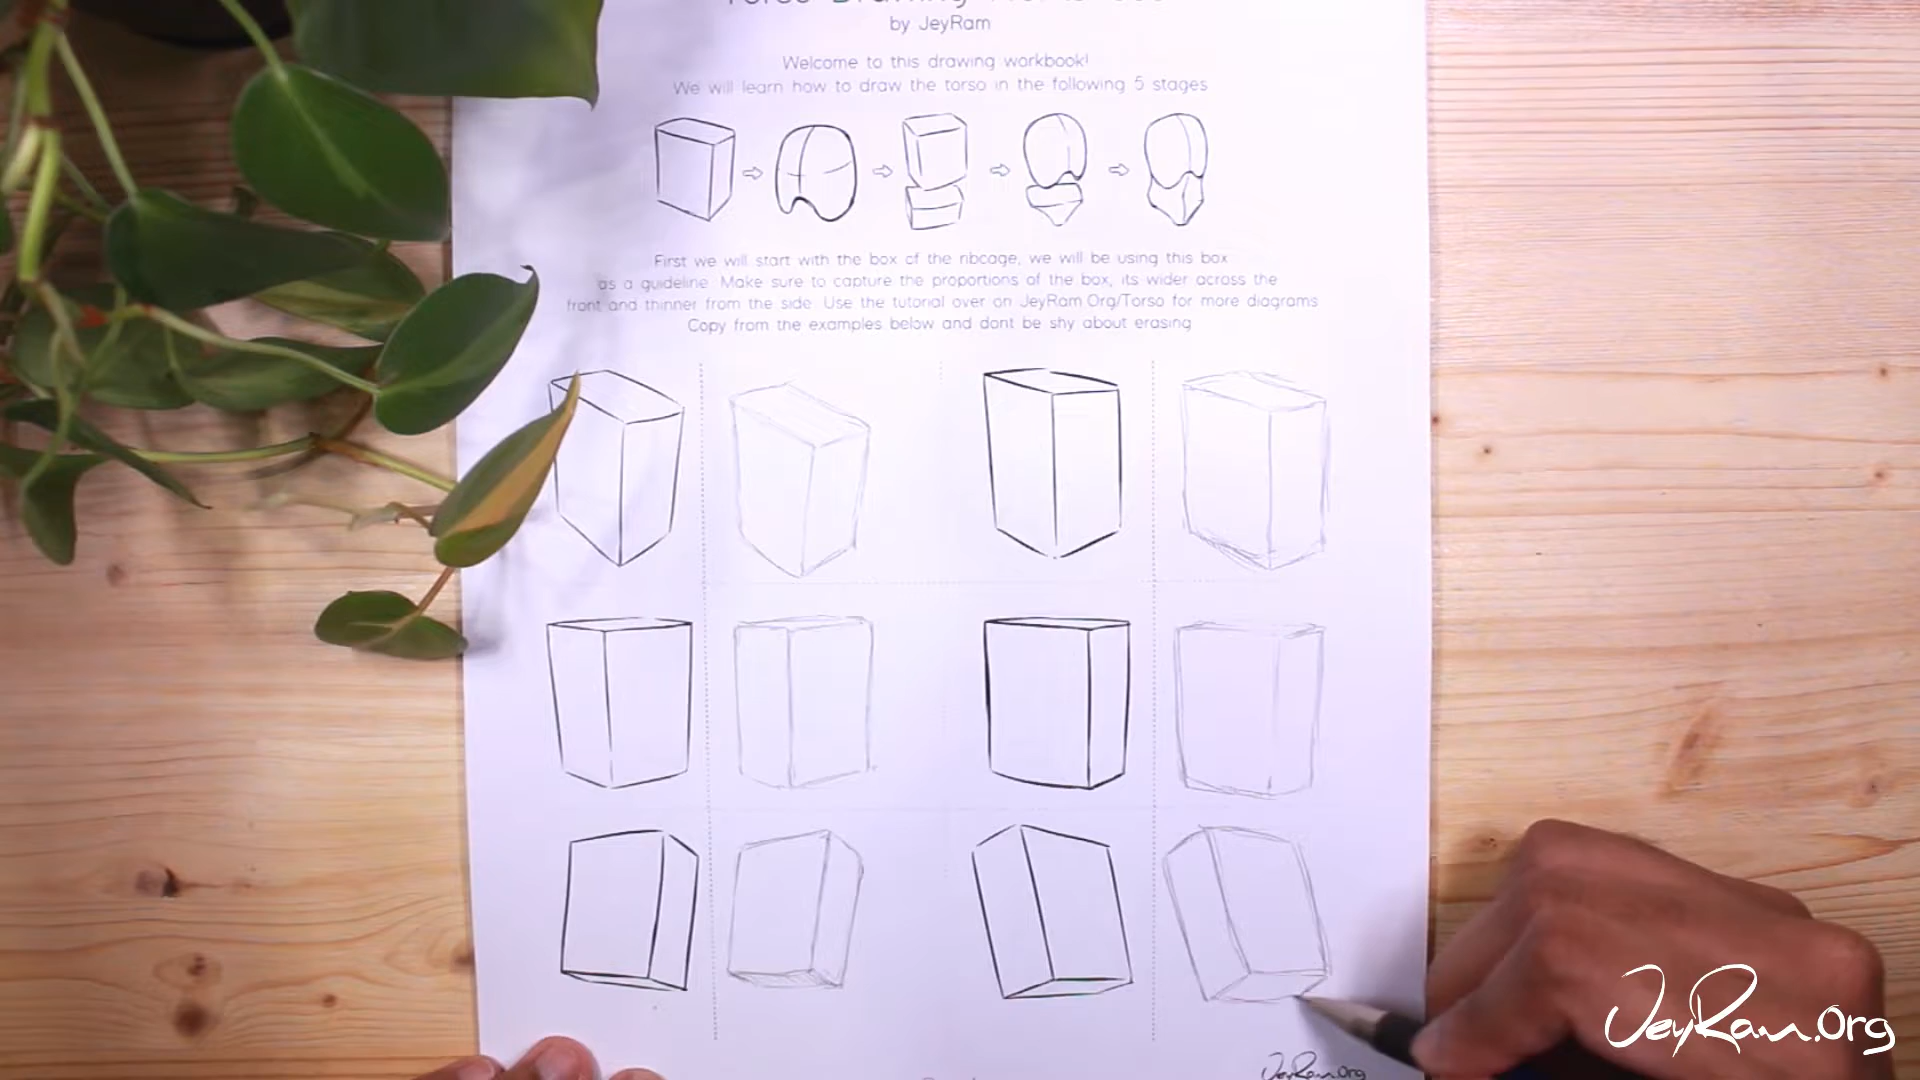 by JeyRam
Welcome to this drawing workbook!
We will learn how to draw the torso in the following 5 stages
First we will start with the box of the ribcage, we will be using this box
as a guideline. Make sure to capture the proportions of the box, its wider across the
front and thinner from the side. Use the tutorial over on JeyRam.Org/Torso for more diagrams
Copy from the examples below and dont be shy about erasing
JeyRam.Org
JeyRam.Org